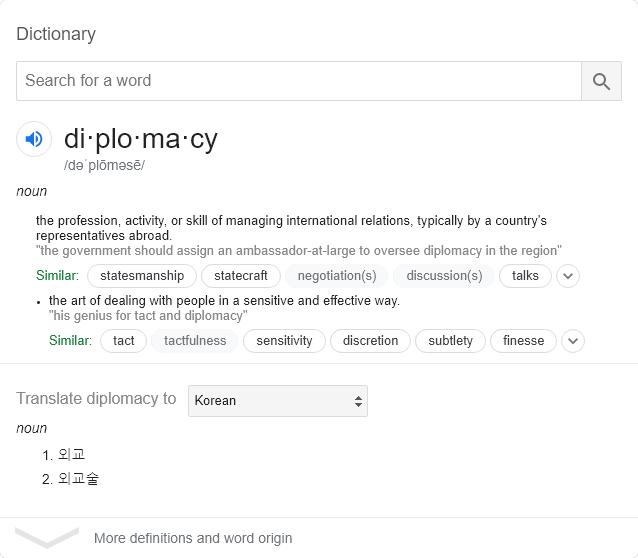 Dictionary
Search for a word
di·plo·ma·cy
/dəˈplōməsē/
noun
the profession, activity, or skill of managing international relations, typically by a country's
representatives abroad.
"the government should assign an ambassador-at-large to oversee diplomacy in the region"
Similar: statesmanship statecraft negotiation(s) discussion(s) talks
• the art of dealing with people in a sensitive and effective way.
"his genius for tact and diplomacy"
Similar: tact tactfulness sensitivity discretion subtlety finesse
Translate diplomacy to Korean
noun
1. 외교
2. 외교술
More definitions and word origin